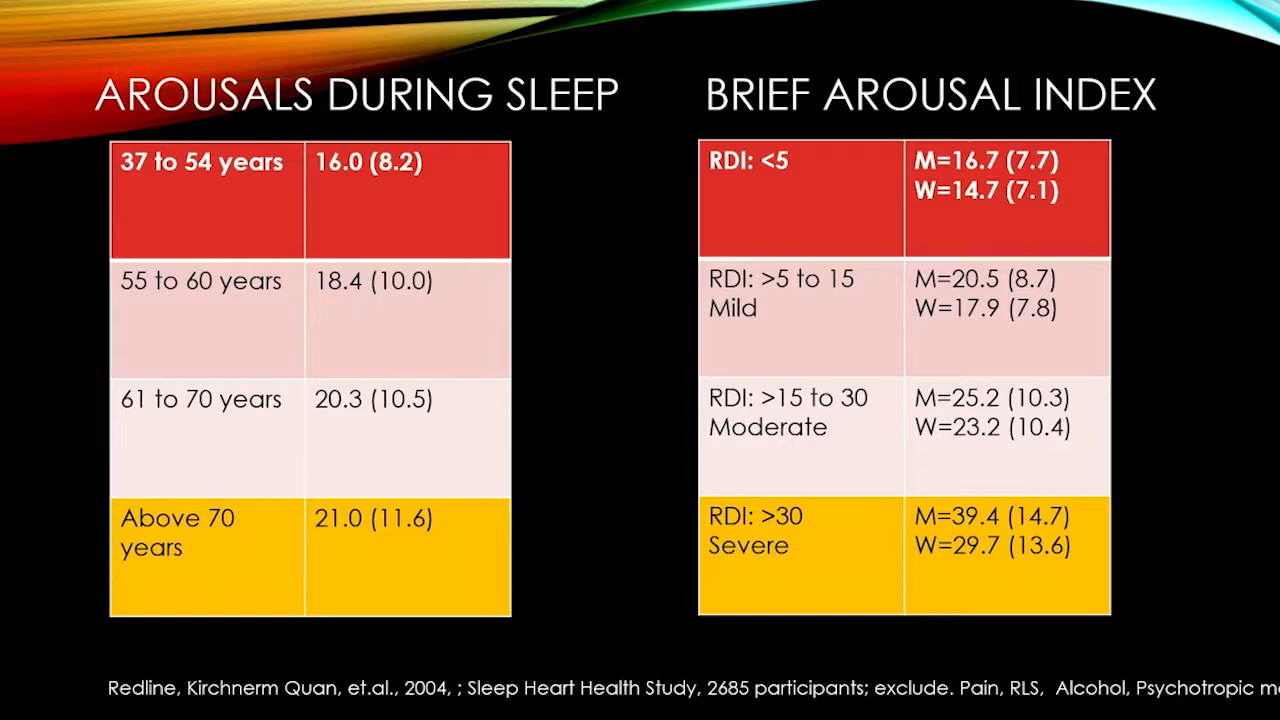 AROUSALS DURING SLEEP
37 to 54 years 16.0 (8.2)
55 to 60 years 18.4 (10.0)
61 to 70 years 20.3 (10.5)
Above 70 21.0 (11.6)
years
BRIEF AROUSAL INDEX
RDI: <5 M=16.7 (7.7)
W=14.7 (7.1)
RDI: >5 to 15 M=20.5 (8.7)
Mild W=17.9 (7.8)
RDI: >15 to 30 M=25.2 (10.3)
Moderate W=23.2 (10.4)
RDI: >30 M=39.4 (14.7)
Severe W=29.7 (13.6)
Redline, Kirchnerm Quan, et.al., 2004, ; Sleep Heart Health Study, 2685 participants; exclude. Pain, RLS, Alcohol, Psychotropic